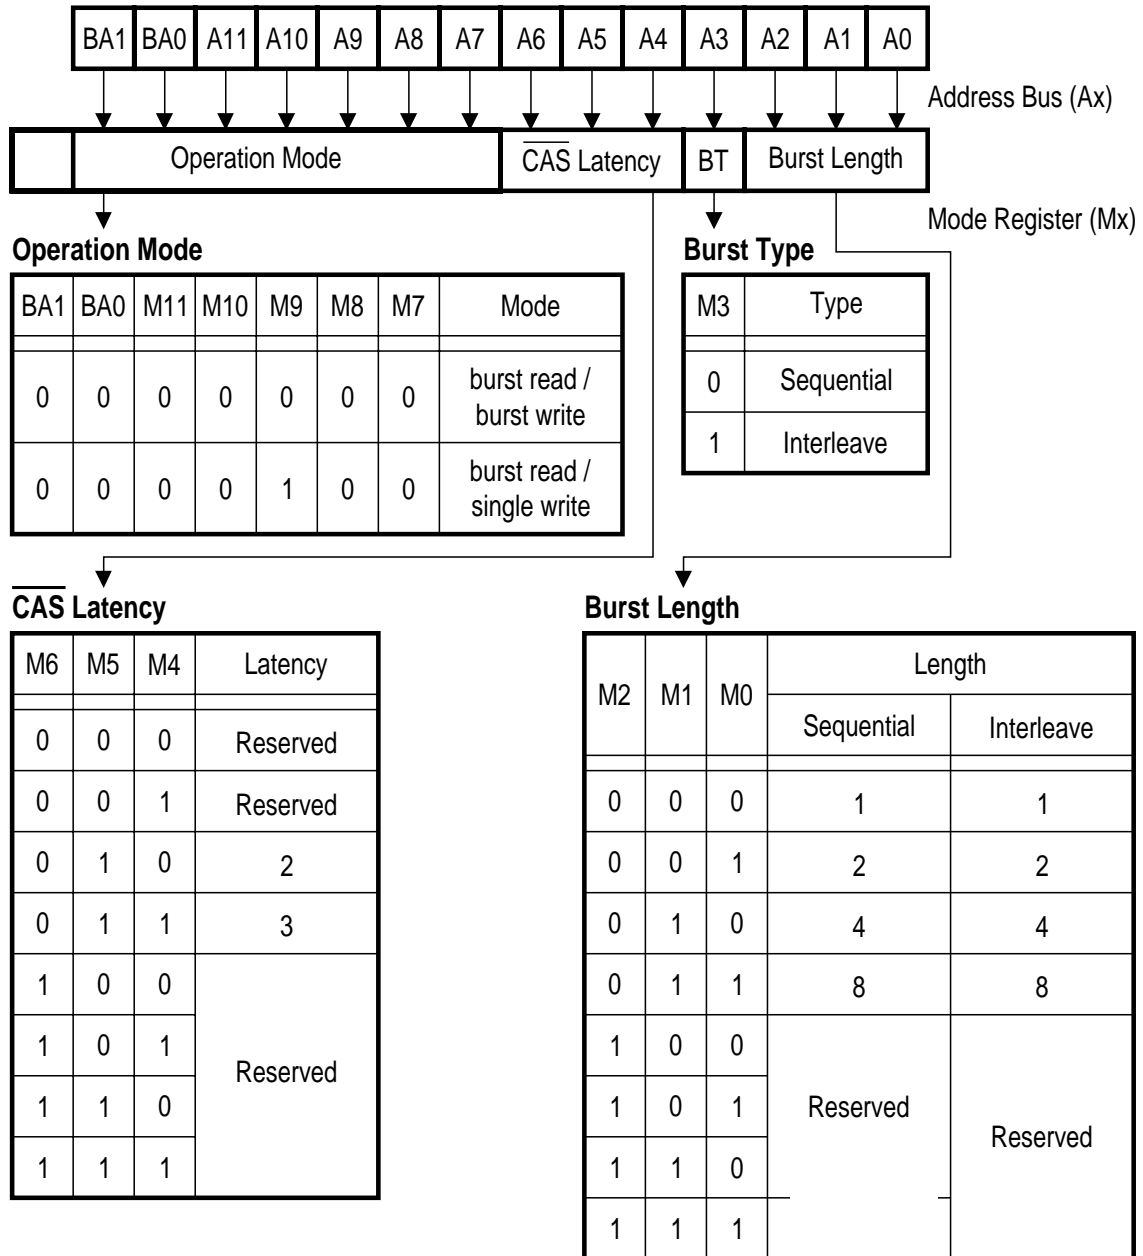 BA1 BA0 A11 A10 A9 A8 A7 A6 A5 A4 A3 A2 A1 A0
Address Bus (Ax)
Operation Mode CAS Latency BT Burst Length
Mode Register (Mx)
Operation Mode
BA1 BA0 M11 M10 M9 M8 M7 Mode
0 0 0 0 0 0 0 burst read /
burst write
0 0 0 0 1 0 0 burst read /
single write
Burst Type
M3 Type
0 Sequential
1 Interleave
CAS Latency
M6 M5 M4 Latency
0 0 0 Reserved
0 0 1 Reserved
0 1 0 2
0 1 1 3
1 0 0
1 0 1
Reserved
1 1 0
1 1 1
Burst Length
M2 M1 M0 Length
Sequential Interleave
0 0 0 1 1
0 0 1 2 2
0 1 0 4 4
0 1 1 8 8
1 0 0
1 0 1 Reserved
Reserved
1 1 0
1 1 1